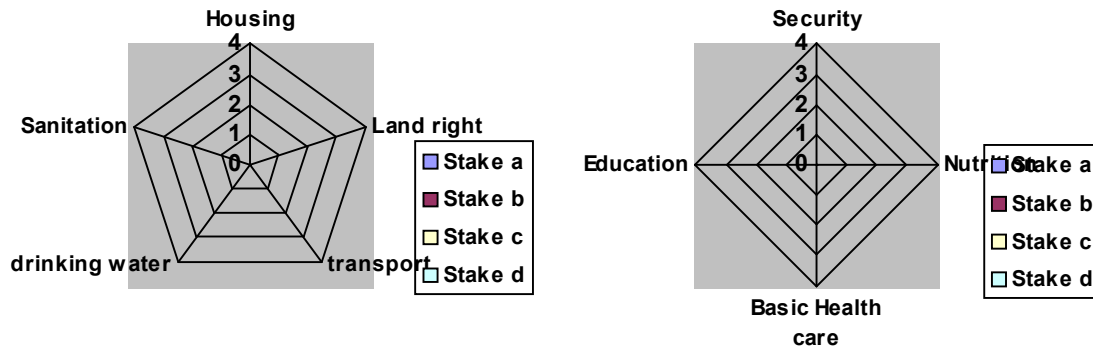 Housing
4
3
2
1
0
Sanitation
Land right
drinking water
transport
Stake a
Stake b
Stake c
Stake d
Security
4
3
2
1
0
Education
Nutrition
Basic Health
care
Stake a
Stake b
Stake c
Stake d